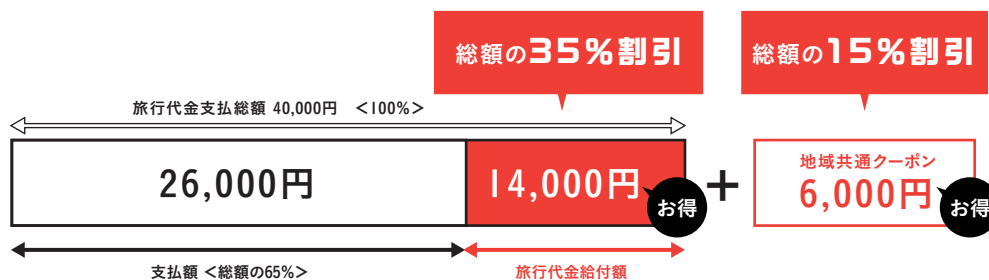 総額の35%割引
総額の15%割引
旅行代金支払総額 40,000円 <100%>
26,000円
14,000円
お得
+
地域共通クーポン
6,000円
お得
支払額 <総額の65%>
旅行代金給付額